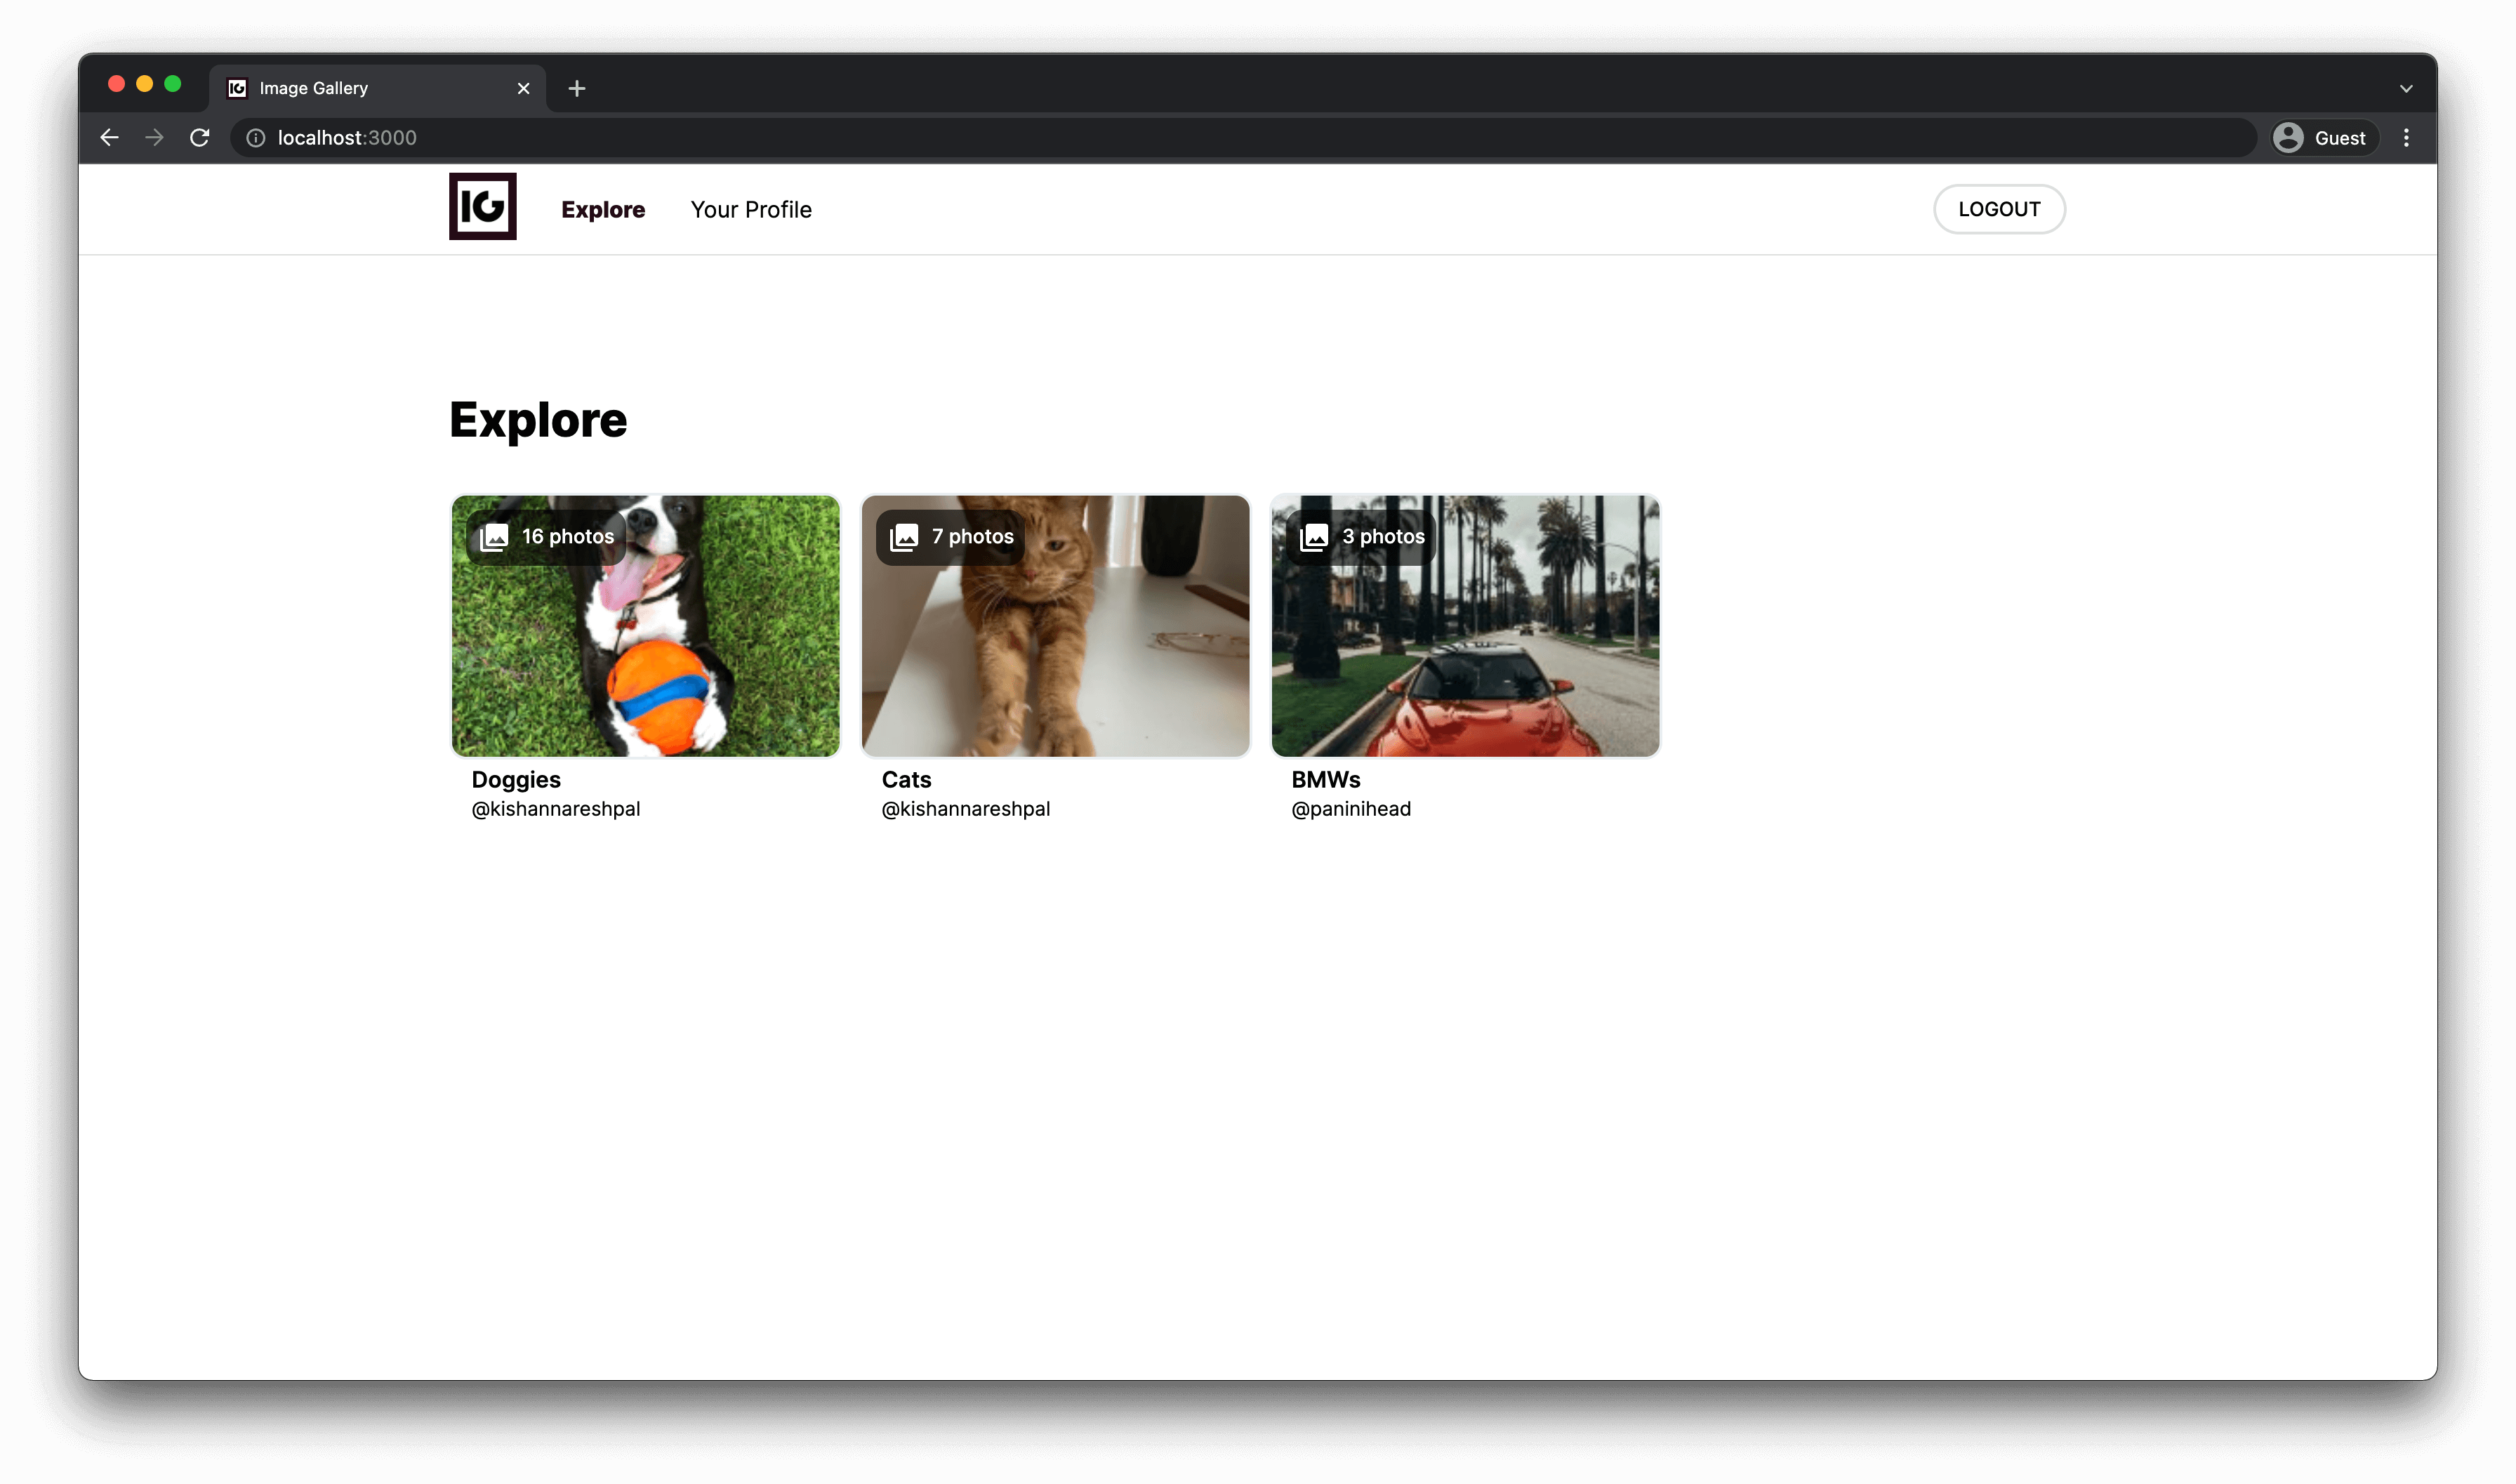 IG Image Gallery
localhost:3000
Guest
IG Explore Your Profile LOGOUT
Explore
16 photos
7 photos
3 photos
Doggies
@kishannareshpal
Cats
@kishannareshpal
BMWs
@paninihead